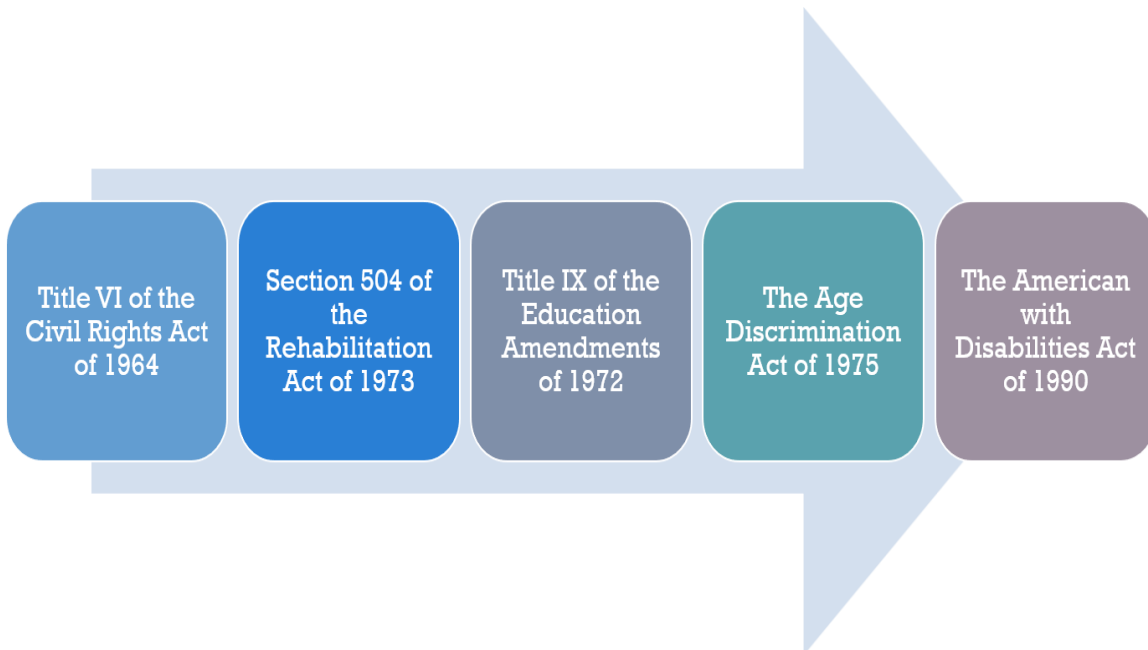 Title VI of the
Civil Rights Act
of 1964
Section 504 of
the
Rehabilitation
Act of 1973
Title IX of the
Education
Amendments
of 1972
The Age
Discrimination
Act of 1975
The American
with
Disabilities Act
of 1990